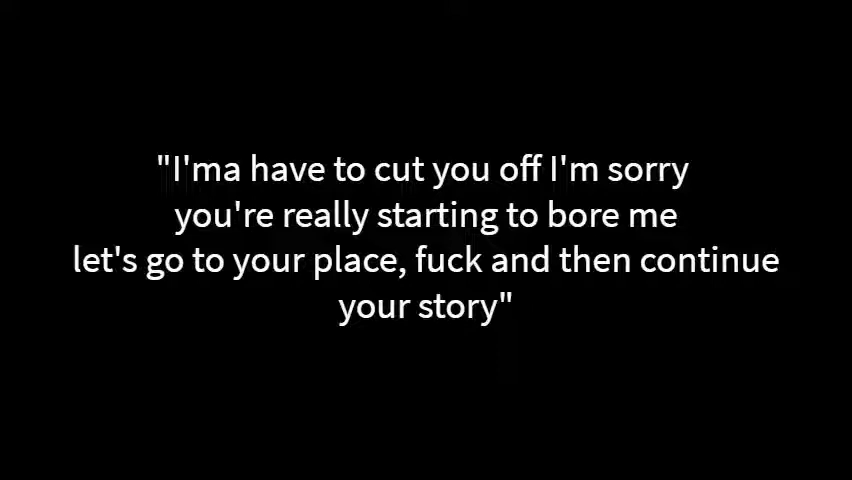 "I'ma have to cut you off I'm sorry
you're really starting to bore me
let's go to your place, fuck and then continue
your story"